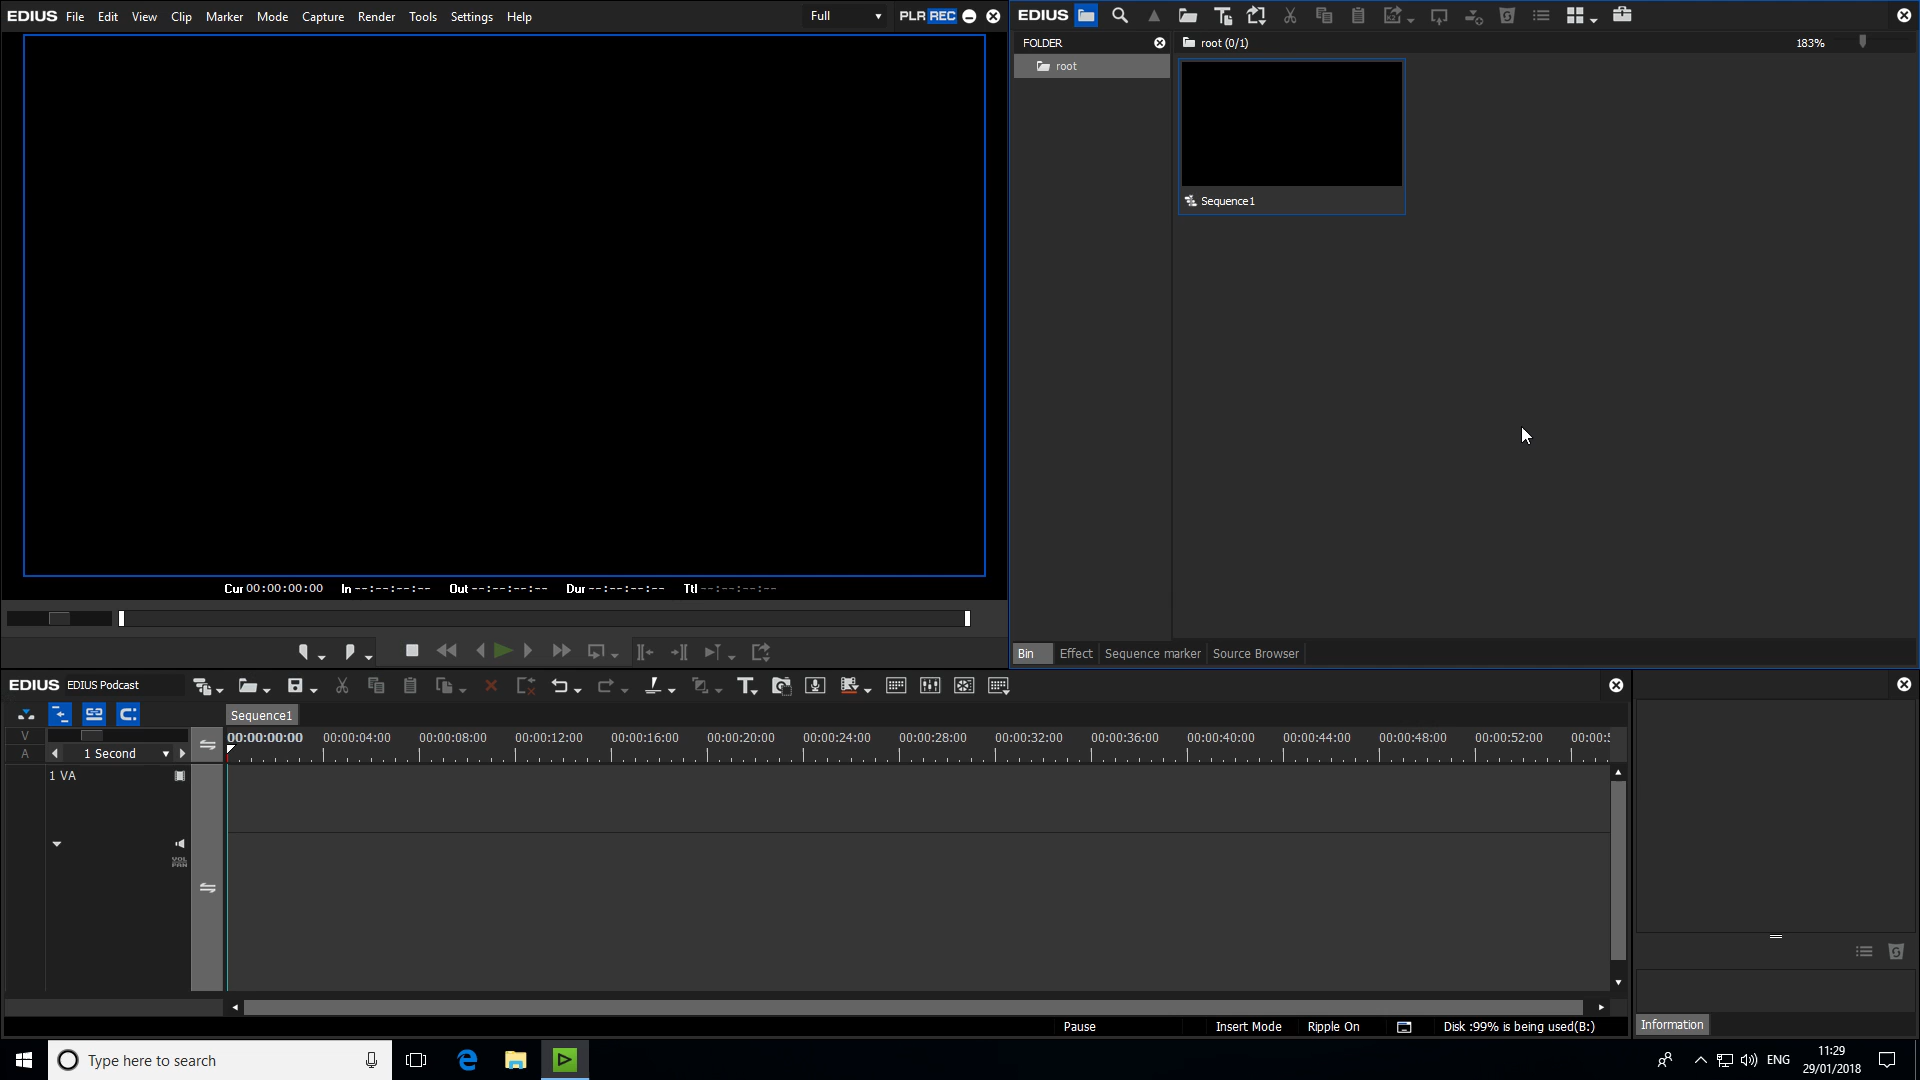 EDIUS File Edit View Clip Marker Mode Capture Render Tools Settings Help Full PLR REC
EDIUS
FOLDER
root (0/1)
183%
root
Sequence1
Cur 00:00:00:00 In --:--:--:-- Out --:--:--:-- Dur --:--:--:-- Ttl --:--:--:--
Bin Effect Sequence marker Source Browser
EDIUS EDIUS Podcast
Sequence1
V
00:00:00:00 00:00:04:00 00:00:08:00 00:00:12:00 00:00:16:00 00:00:20:00 00:00:24:00 00:00:28:00 00:00:32:00 00:00:36:00 00:00:40:00 00:00:44:00 00:00:48:00 00:00:52:00
A 1 Second
1 VA
VOL
PAN
Pause Insert Mode Ripple On Disk :99% is being used(B:)
Information
Type here to search
ENG
11:29
29/01/2018